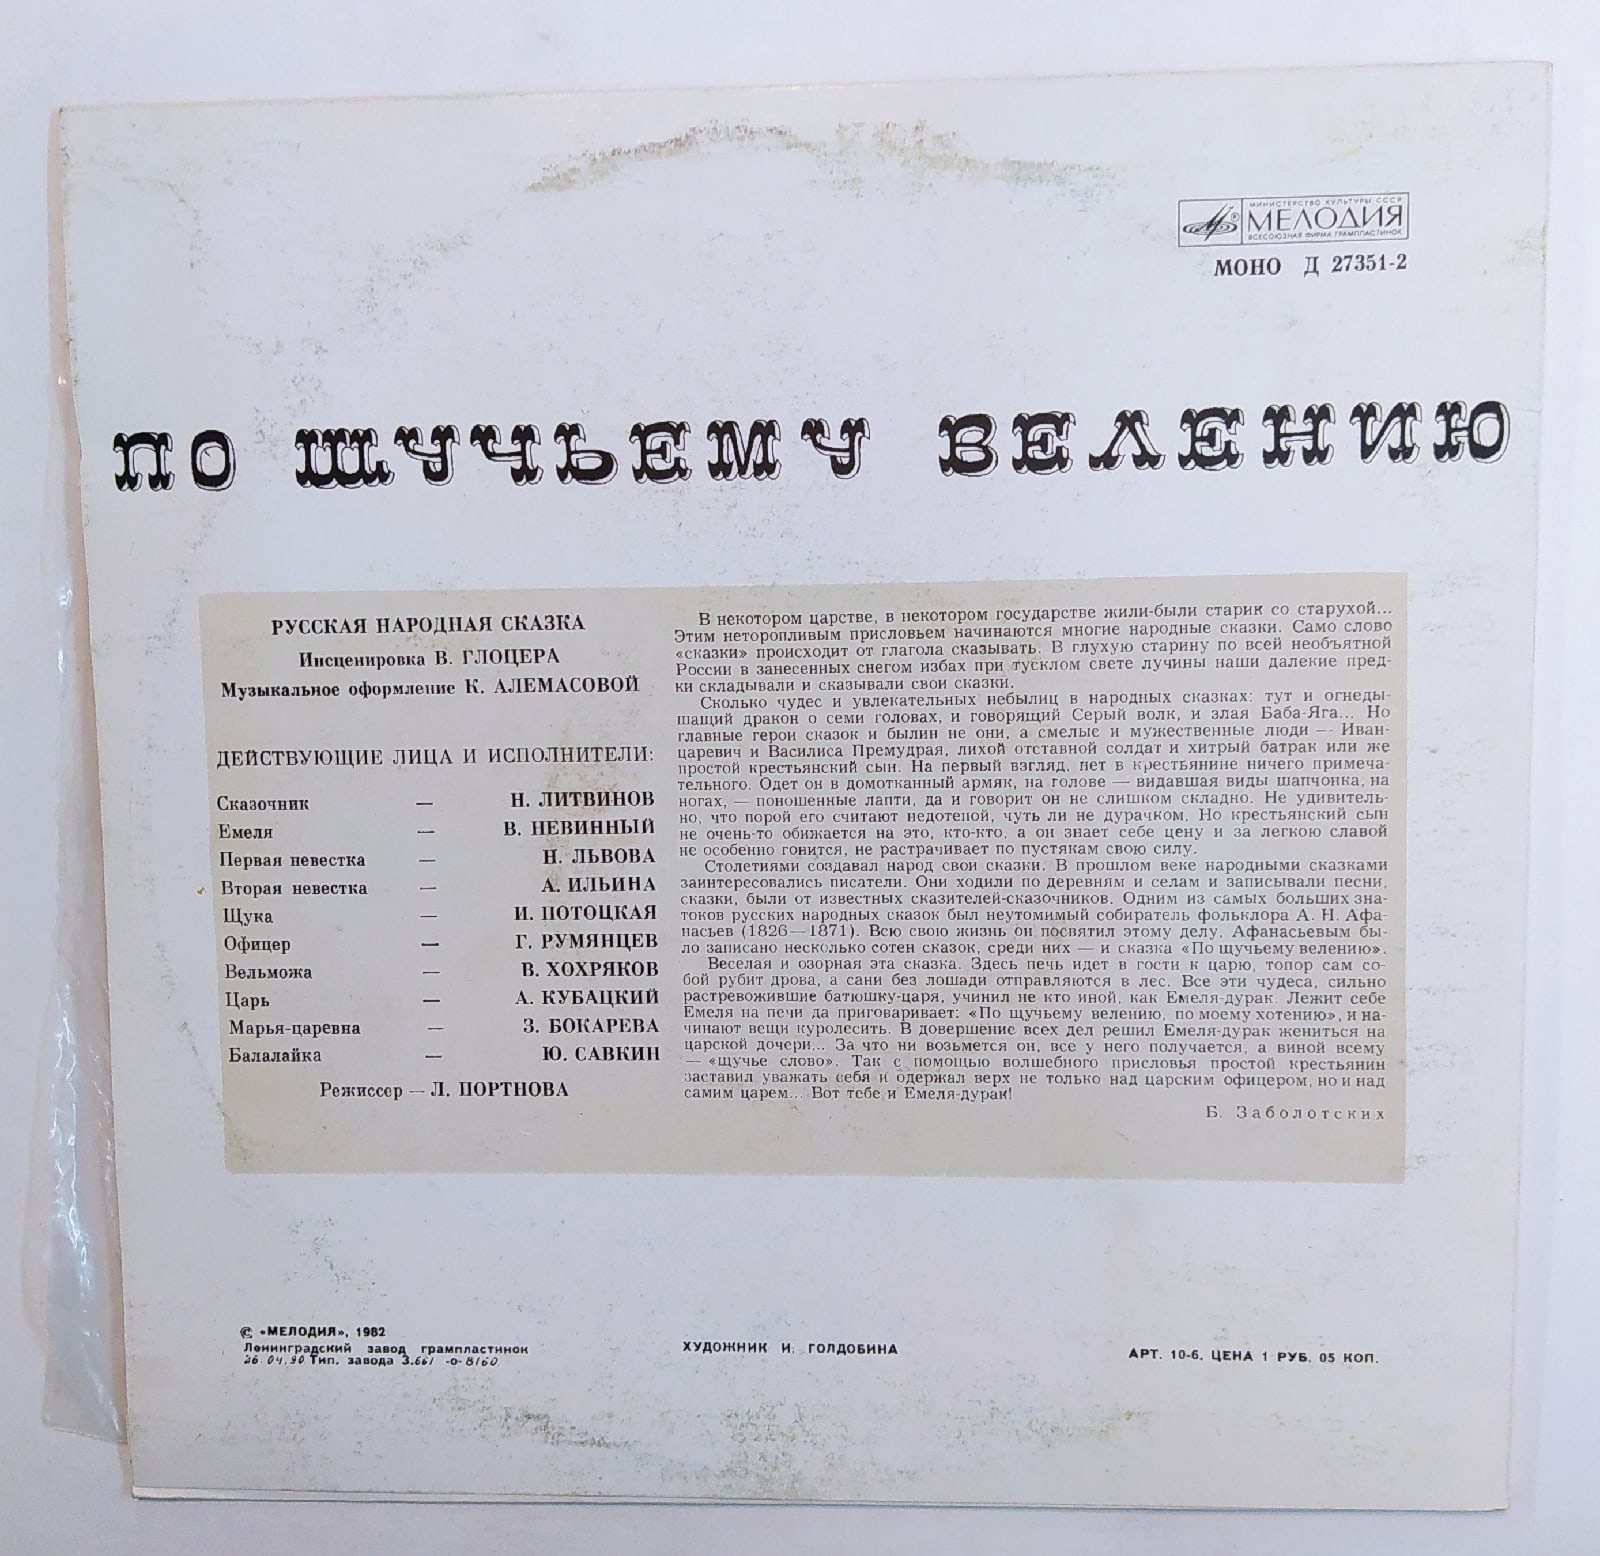 МИНИСТЕРСТВО КУЛЬТУРЫ СССР
МЕЛОДИЯ
ВСЕСОЮЗНАЯ ФИРМА ГРАМПЛАСТИНОК
МОНО Д 27351-2
ПО ЩУЧЬЕМУ ВЕЛЕНИЮ
РУССКАЯ НАРОДНАЯ СКАЗКА
Инсценировка В. ГЛОЦЕРА
Музыкальное оформление К. АЛЕМАСОВОЙ
ДЕЙСТВУЮЩИЕ ЛИЦА И ИСПОЛНИТЕЛИ:
Сказочник — Н. ЛИТВИНОВ
Емеля — В. НЕВИННЫЙ
Первая невестка — Н. ЛЬВОВА
Вторая невестка — А. ИЛЬИНА
Щука — И. ПОТОЦКАЯ
Офицер — Г. РУМЯНЦЕВ
Вельможа — В. ХОХРЯКОВ
Царь — А. КУБАЦКИЙ
Марья-царевна — З. БОКАРЕВА
Балалайка — Ю. САВКИН
Режиссер — Л. ПОРТНОВА
В некотором царстве, в некотором государстве жили-были старик со старухой...
Этим неторопливым присловьем начинаются многие народные сказки. Само слово
«сказки» происходит от глагола сказывать. В глухую старину по всей необъятной
России в занесенных снегом избах при тусклом свете лучины наши далекие пред-
ки складывали и сказывали свои сказки.
Сколько чудес и увлекательных небылиц в народных сказках: тут и огнеды-
шащий дракон о семи головах, и говорящий Серый волк, и злая Баба-Яга... Но
главные герои сказок и былин не они, а смелые и мужественные люди — Иван-
царевич и Василиса Премудрая, лихой отставной солдат и хитрый батрак или же
простой крестьянский сын. На первый взгляд, нет в крестьянине ничего примеча-
тельного. Одет он в домотканный армяк, на голове — видавшая виды шапчонка, на
ногах, — поношенные лапти, да и говорит он не слишком складно. Не удивитель-
но, что порой его считают недотепой, чуть ли не дурачком. Но крестьянский сын
не очень-то обижается на это, кто-кто, а он знает себе цену и за легкою славой
не особенно гонится, не растрачивает по пустякам свою силу.
Столетиями создавал народ свои сказки. В прошлом веке народными сказками
заинтересовались писатели. Они ходили по деревням и селам и записывали песни,
сказки, были от известных сказителей-сказочников. Одним из самых больших зна-
токов русских народных сказок был неутомимый собиратель фольклора А. Н. Афа-
насьев (1826—1871). Всю свою жизнь он посвятил этому делу. Афанасьевым бы-
ло записано несколько сотен сказок, среди них — и сказка «По щучьему велению».
Веселая и озорная эта сказка. Здесь печь идет в гости к царю, топор сам со-
бой рубит дрова, а сани без лошади отправляются в лес. Все эти чудеса, сильно
растревожившие батюшку-царя, учинил не кто иной, как Емеля-дурак. Лежит себе
Емеля на печи да приговаривает: «По щучьему велению, по моему хотению», и на-
чинают вещи куролесить. В довершение всех дел решил Емеля-дурак жениться на
царской дочери... За что ни возьмется он, все у него получается, а виной всему
— «щучье слово». Так с помощью волшебного присловья простой крестьянин
заставил уважать себя и одержал верх не только над царским офицером, но и над
самим царем... Вот тебе и Емеля-дурак!
Б. Заболотских
© «МЕЛОДИЯ», 1982
Ленинградский завод грампластинок
26.04.90 Тип. завода З.661 -о-8160
ХУДОЖНИК И. ГОЛДОБИНА
АРТ. 10-6. ЦЕНА 1 РУБ. 05 КОП.